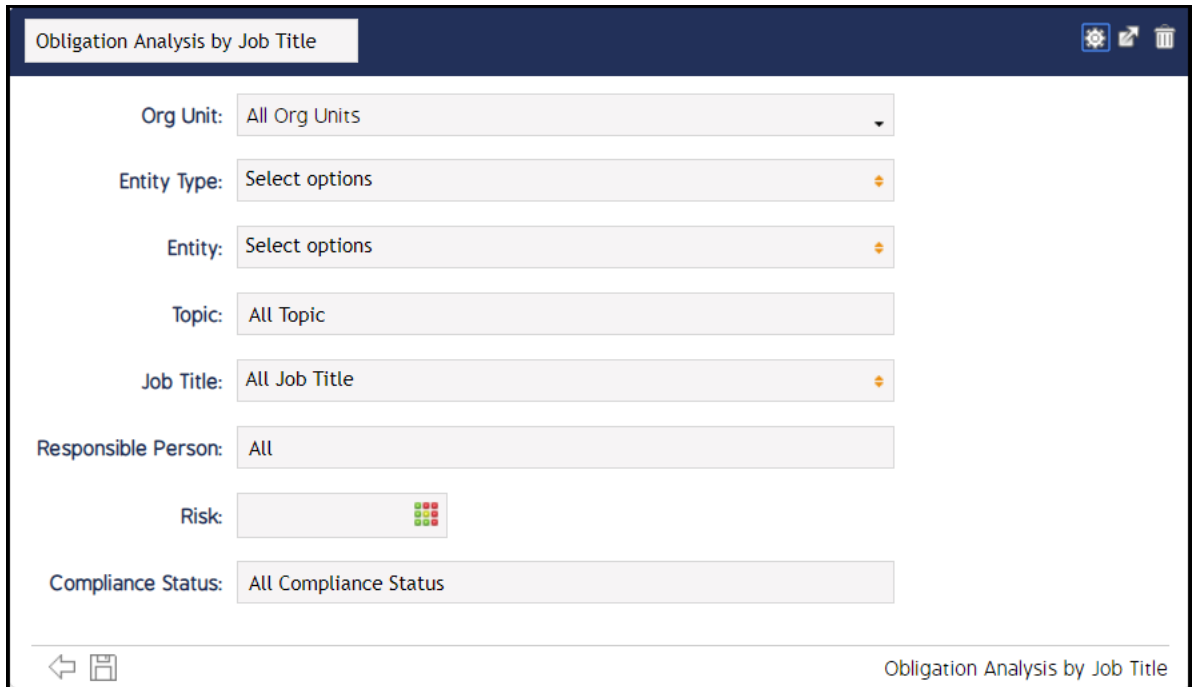 Obligation Analysis by Job Title
Org Unit: All Org Units
Entity Type: Select options
Entity: Select options
Topic: All Topic
Job Title: All Job Title
Responsible Person: All
Risk:
Compliance Status: All Compliance Status
Obligation Analysis by Job Title